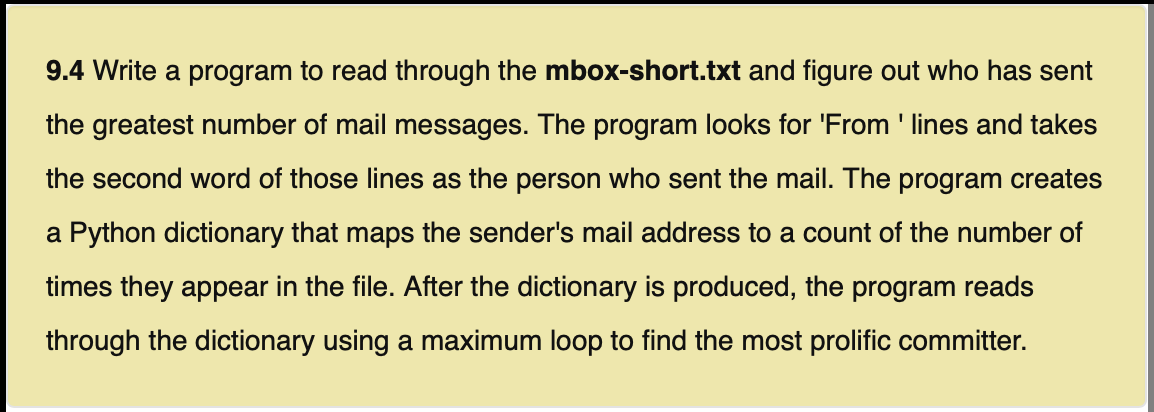 9.4 Write a program to read through the mbox-short.txt and figure out who has sent
the greatest number of mail messages. The program looks for 'From ' lines and takes
the second word of those lines as the person who sent the mail. The program creates
a Python dictionary that maps the sender's mail address to a count of the number of
times they appear in the file. After the dictionary is produced, the program reads
through the dictionary using a maximum loop to find the most prolific committer.